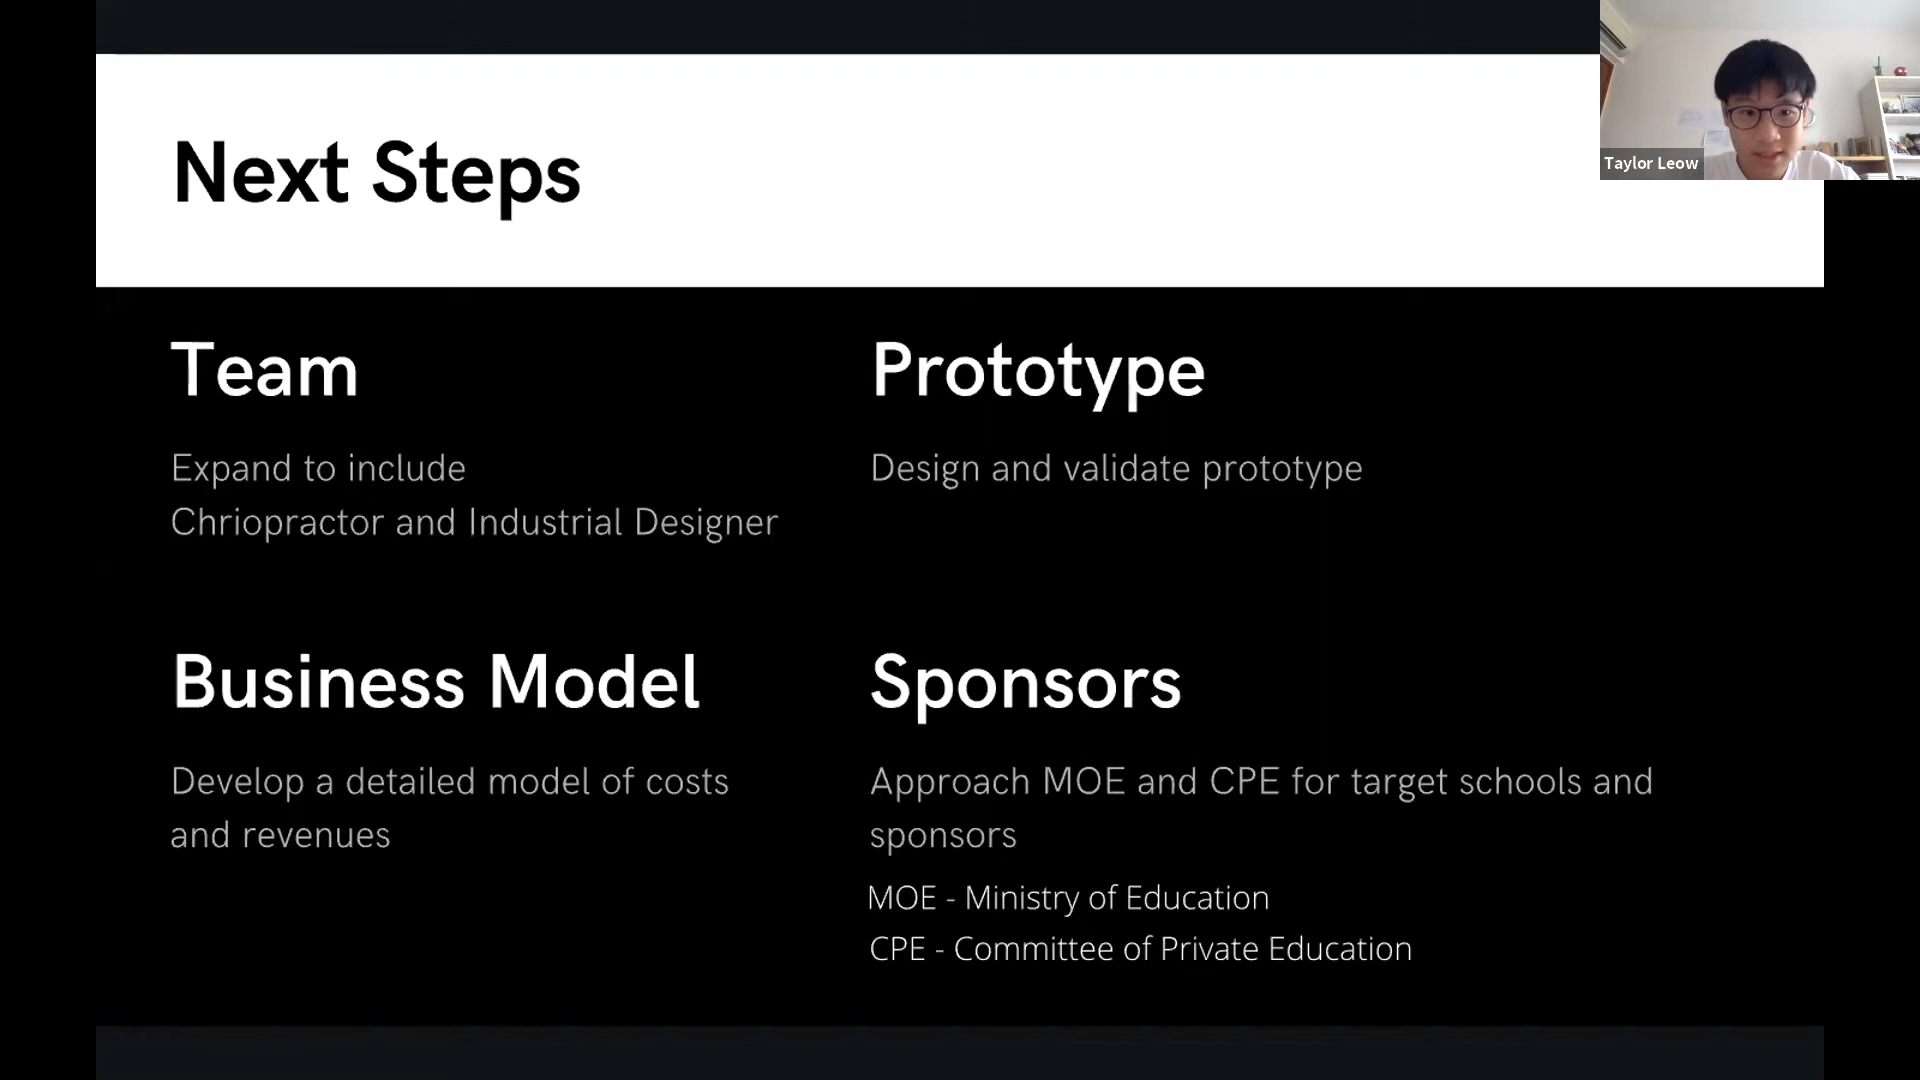 Next Steps
Taylor Leow
Team
Expand to include
Chriopractor and Industrial Designer
Prototype
Design and validate prototype
Business Model
Develop a detailed model of costs
and revenues
Sponsors
Approach MOE and CPE for target schools and
sponsors
MOE - Ministry of Education
CPE - Committee of Private Education